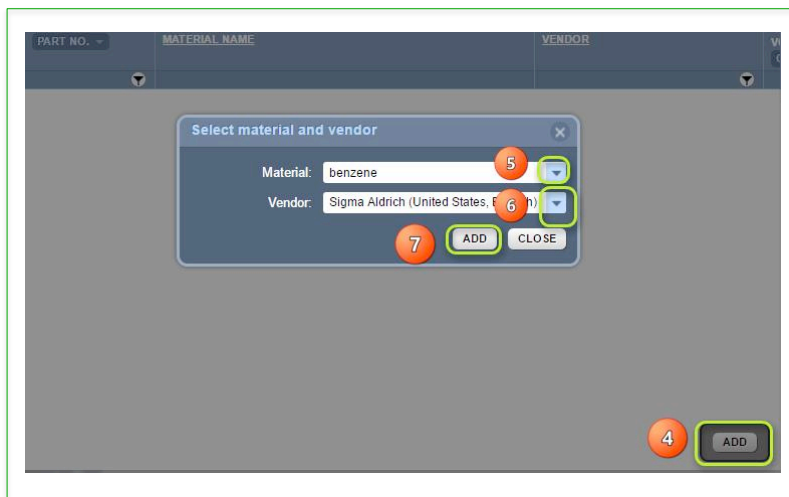 PART NO. MATERIAL NAME VENDOR
Select material and vendor
Material: benzene 5
Vendor: Sigma Aldrich (United States, 6
7 ADD CLOSE
4 ADD